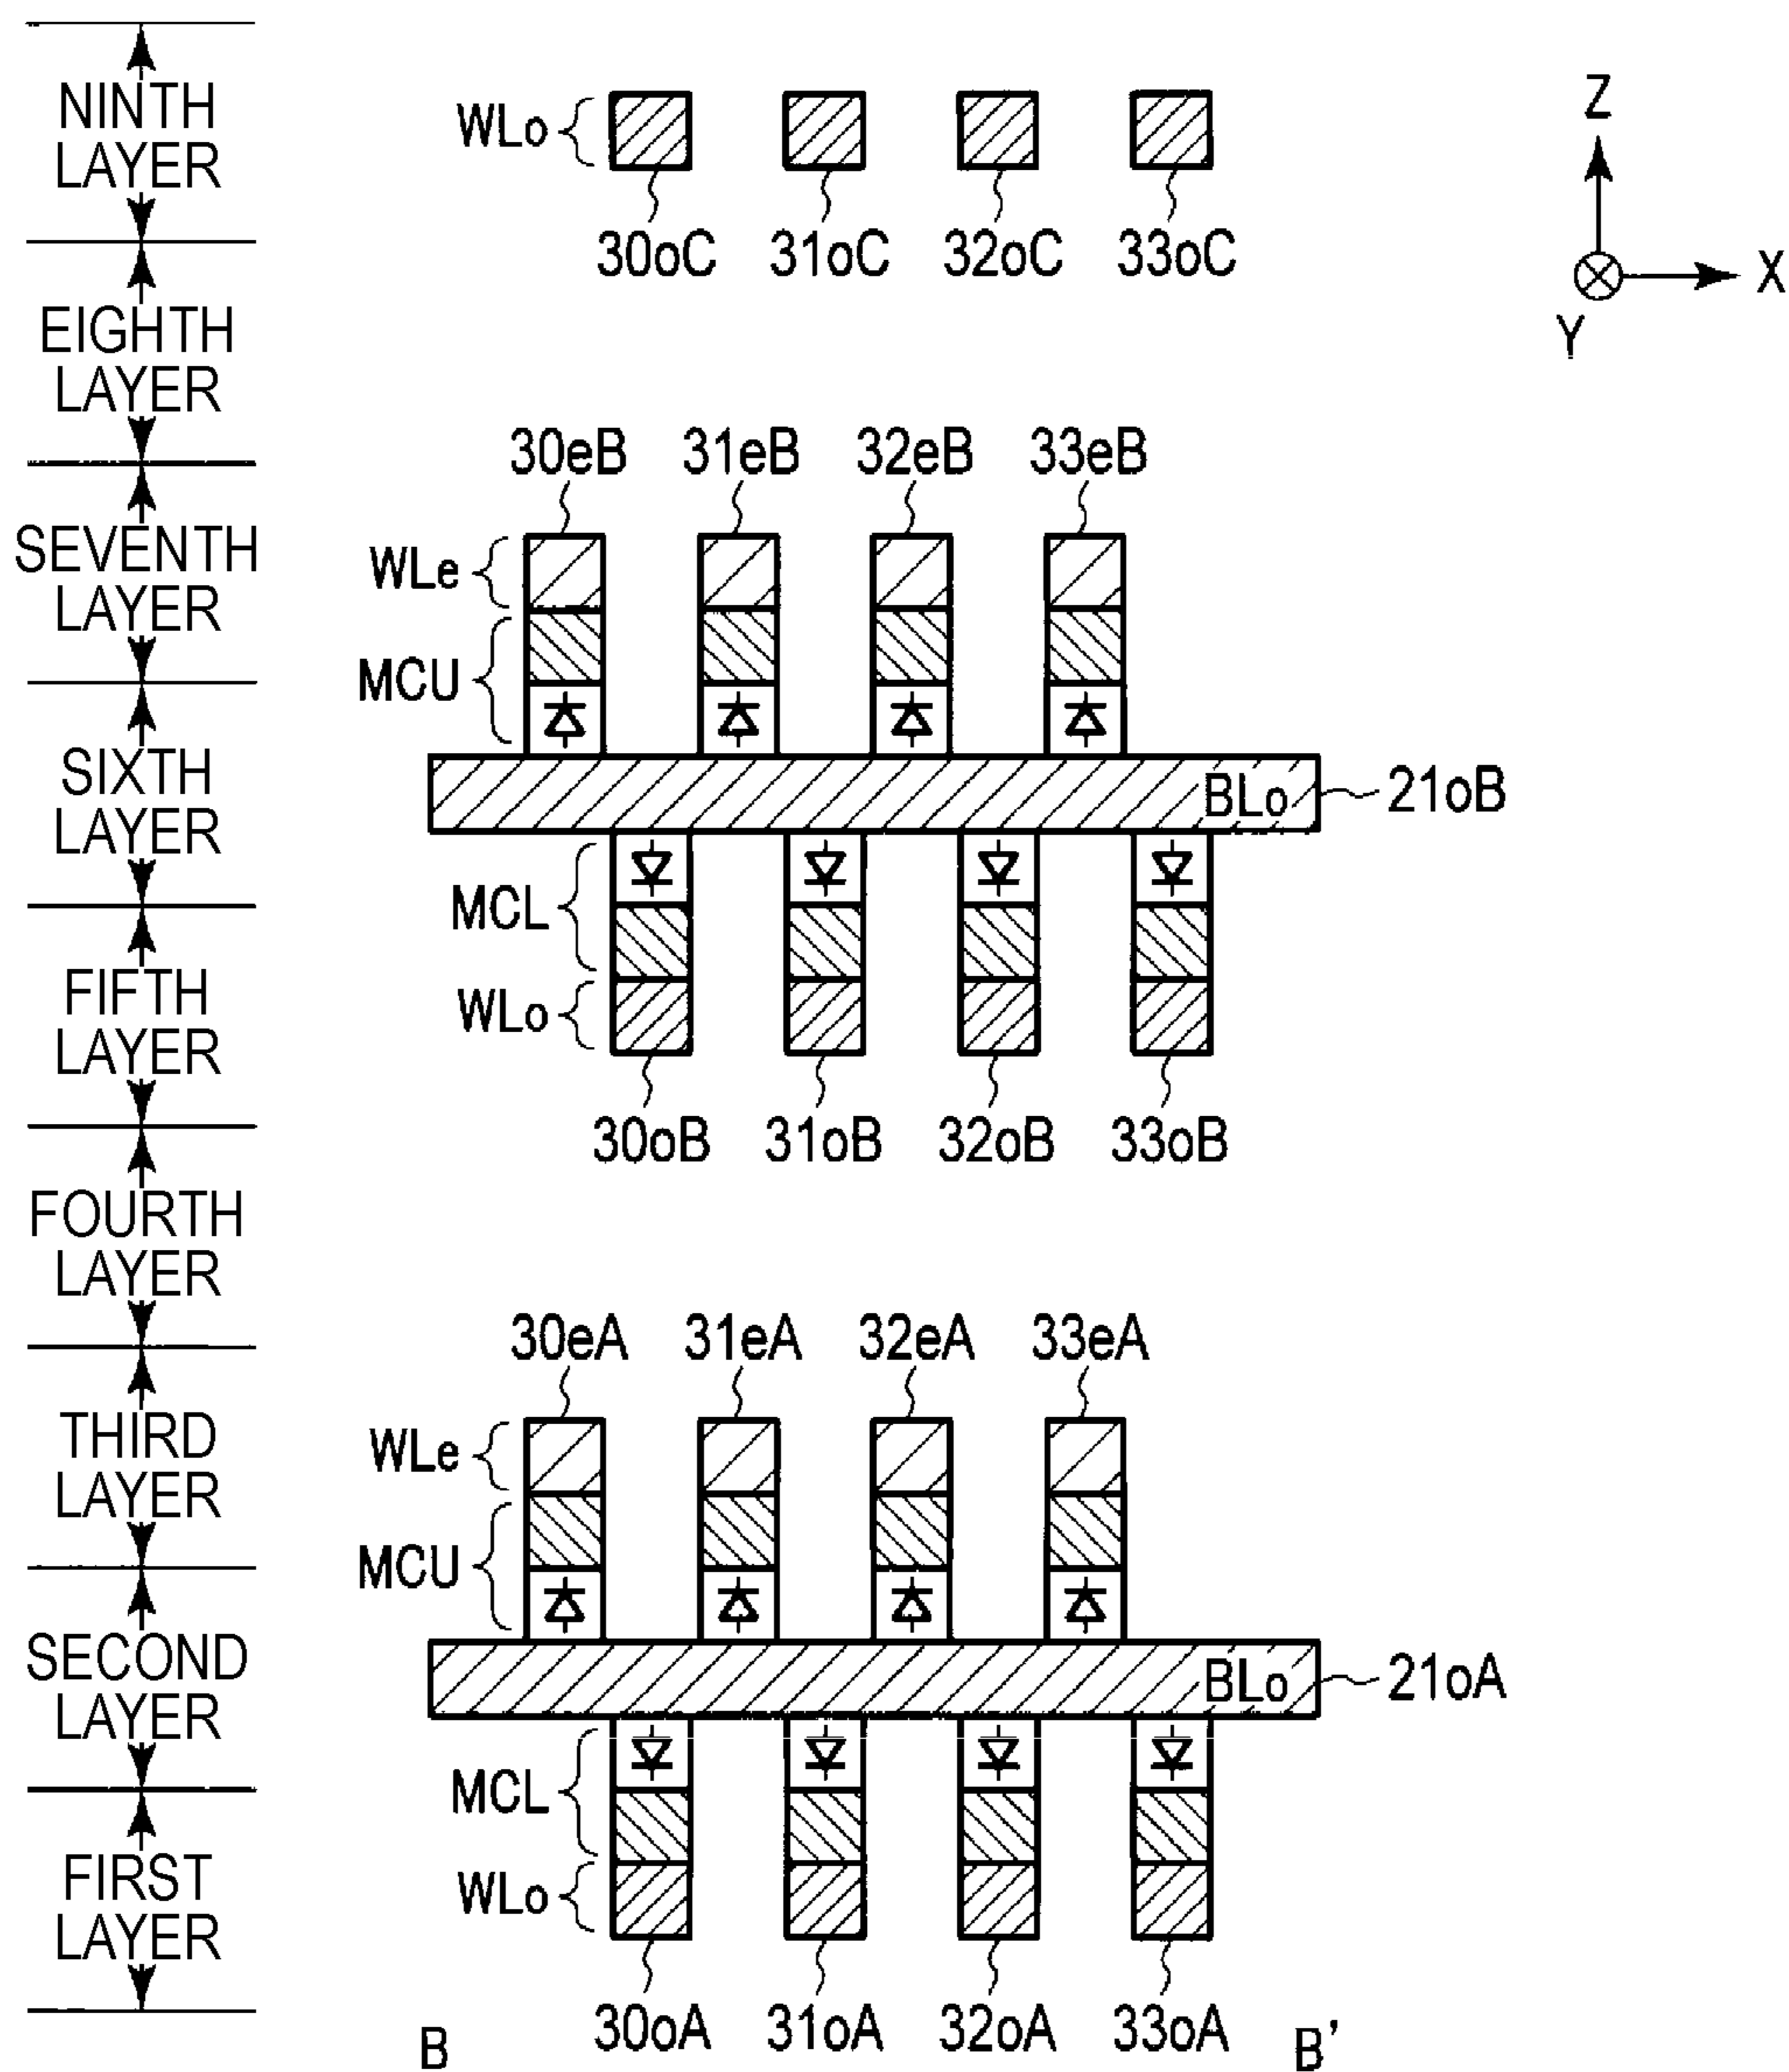 NINTH
LAYER
WLo
30oC 31oC 32oC 33oC
Z
X
Y
EIGHTH
LAYER
30eB 31eB 32eB 33eB
SEVENTH
LAYER
WLe
MCU
SIXTH
LAYER
BLo
21oB
MCL
FIFTH
LAYER
WLo
30oB 31oB 32oB 33oB
FOURTH
LAYER
30eA 31eA 32eA 33eA
THIRD
LAYER
WLe
MCU
SECOND
LAYER
BLo
21oA
MCL
FIRST
LAYER
WLo
30oA 31oA 32oA 33oA
B B'